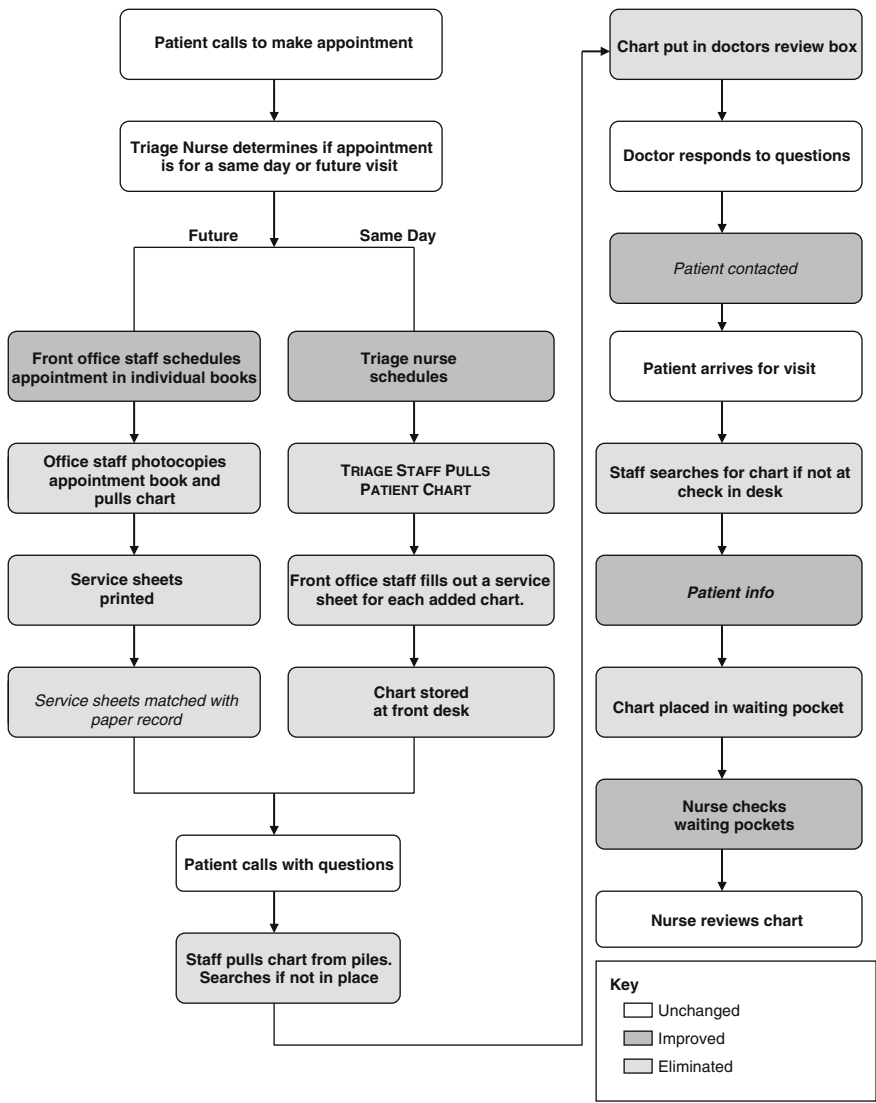 Patient calls to make appointment
Triage Nurse determines if appointment
is for a same day or future visit
Future
Same Day
Front office staff schedules
appointment in individual books
Office staff photocopies
appointment book and
pulls chart
Service sheets
printed
Service sheets matched with
paper record
Triage nurse
schedules
TRIAGE STAFF PULLS
PATIENT CHART
Front office staff fills out a service
sheet for each added chart.
Chart stored
at front desk
Patient calls with questions
Staff pulls chart from piles.
Searches if not in place
Chart put in doctors review box
Doctor responds to questions
Patient contacted
Patient arrives for visit
Staff searches for chart if not at
check in desk
Patient info
Chart placed in waiting pocket
Nurse checks
waiting pockets
Nurse reviews chart
Key
Unchanged
Improved
Eliminated